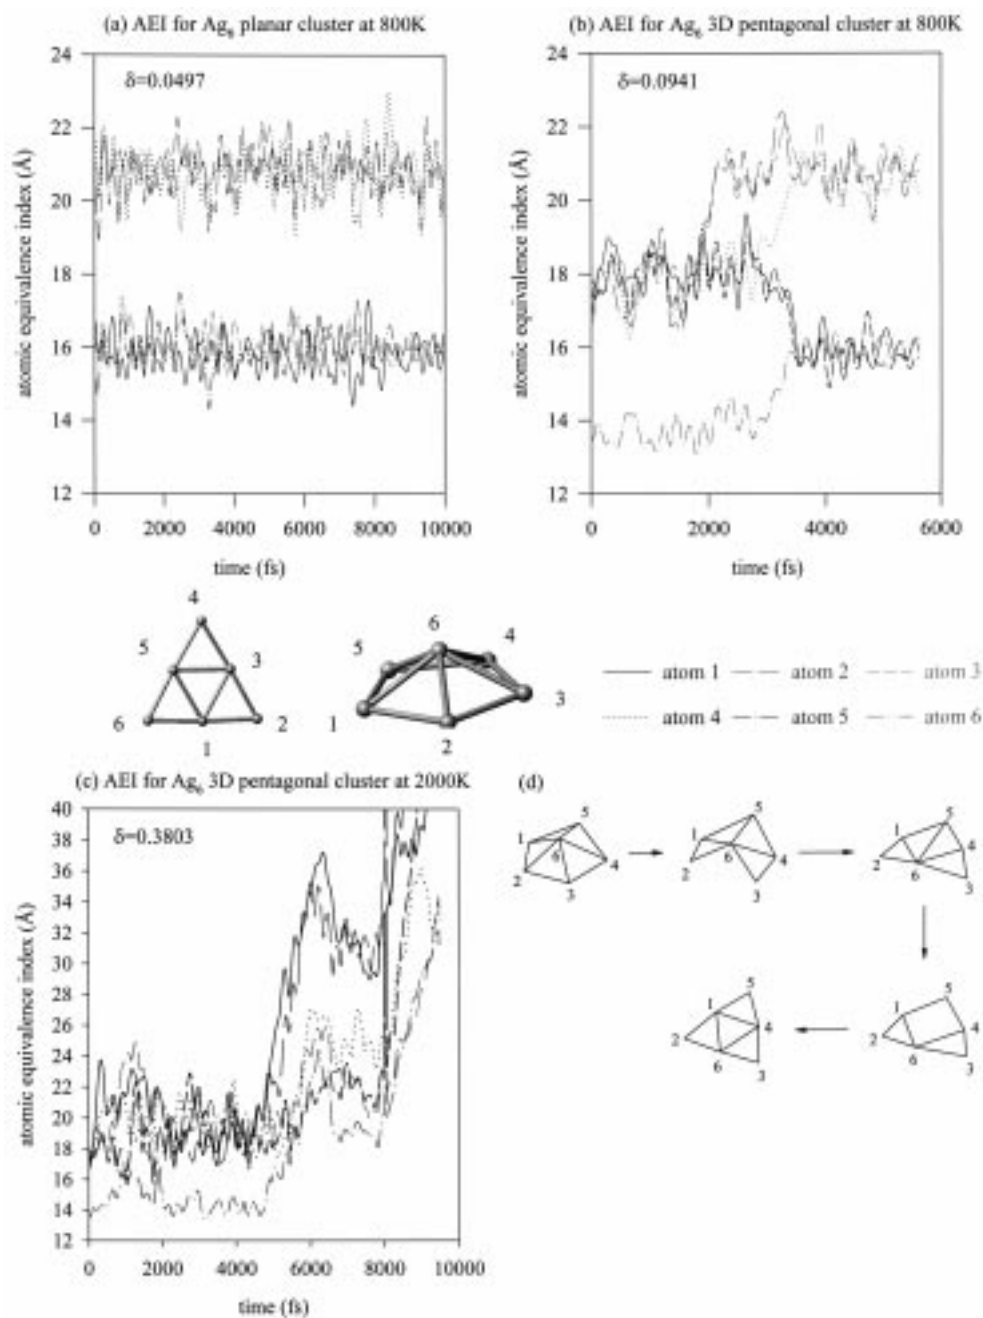 (a) AEI for Ag₆ planar cluster at 800K
(b) AEI for Ag₆ 3D pentagonal cluster at 800K
atomic equivalence index (Å)
24
22
20
18
16
14
12
δ=0.0497
0 2000 4000 6000 8000 10000
time (fs)
atomic equivalence index (Å)
24
22
20
18
16
14
12
δ=0.0941
0 2000 4000 6000
time (fs)
4
5 3
6 1 2
6
5 4
1 3
2
atom 1 atom 2 atom 3
atom 4 atom 5 atom 6
(c) AEI for Ag₆ 3D pentagonal cluster at 2000K
(d)
atomic equivalence index (Å)
40
38
36
34
32
30
28
26
24
22
20
18
16
14
12
δ=0.3803
0 2000 4000 6000 8000 10000
time (fs)
1 5 6 4 2 3
5 1 6 4 2 3
5 1 4 2 6 3
5 1 4 2 6 3
5 1 4 2 6 3